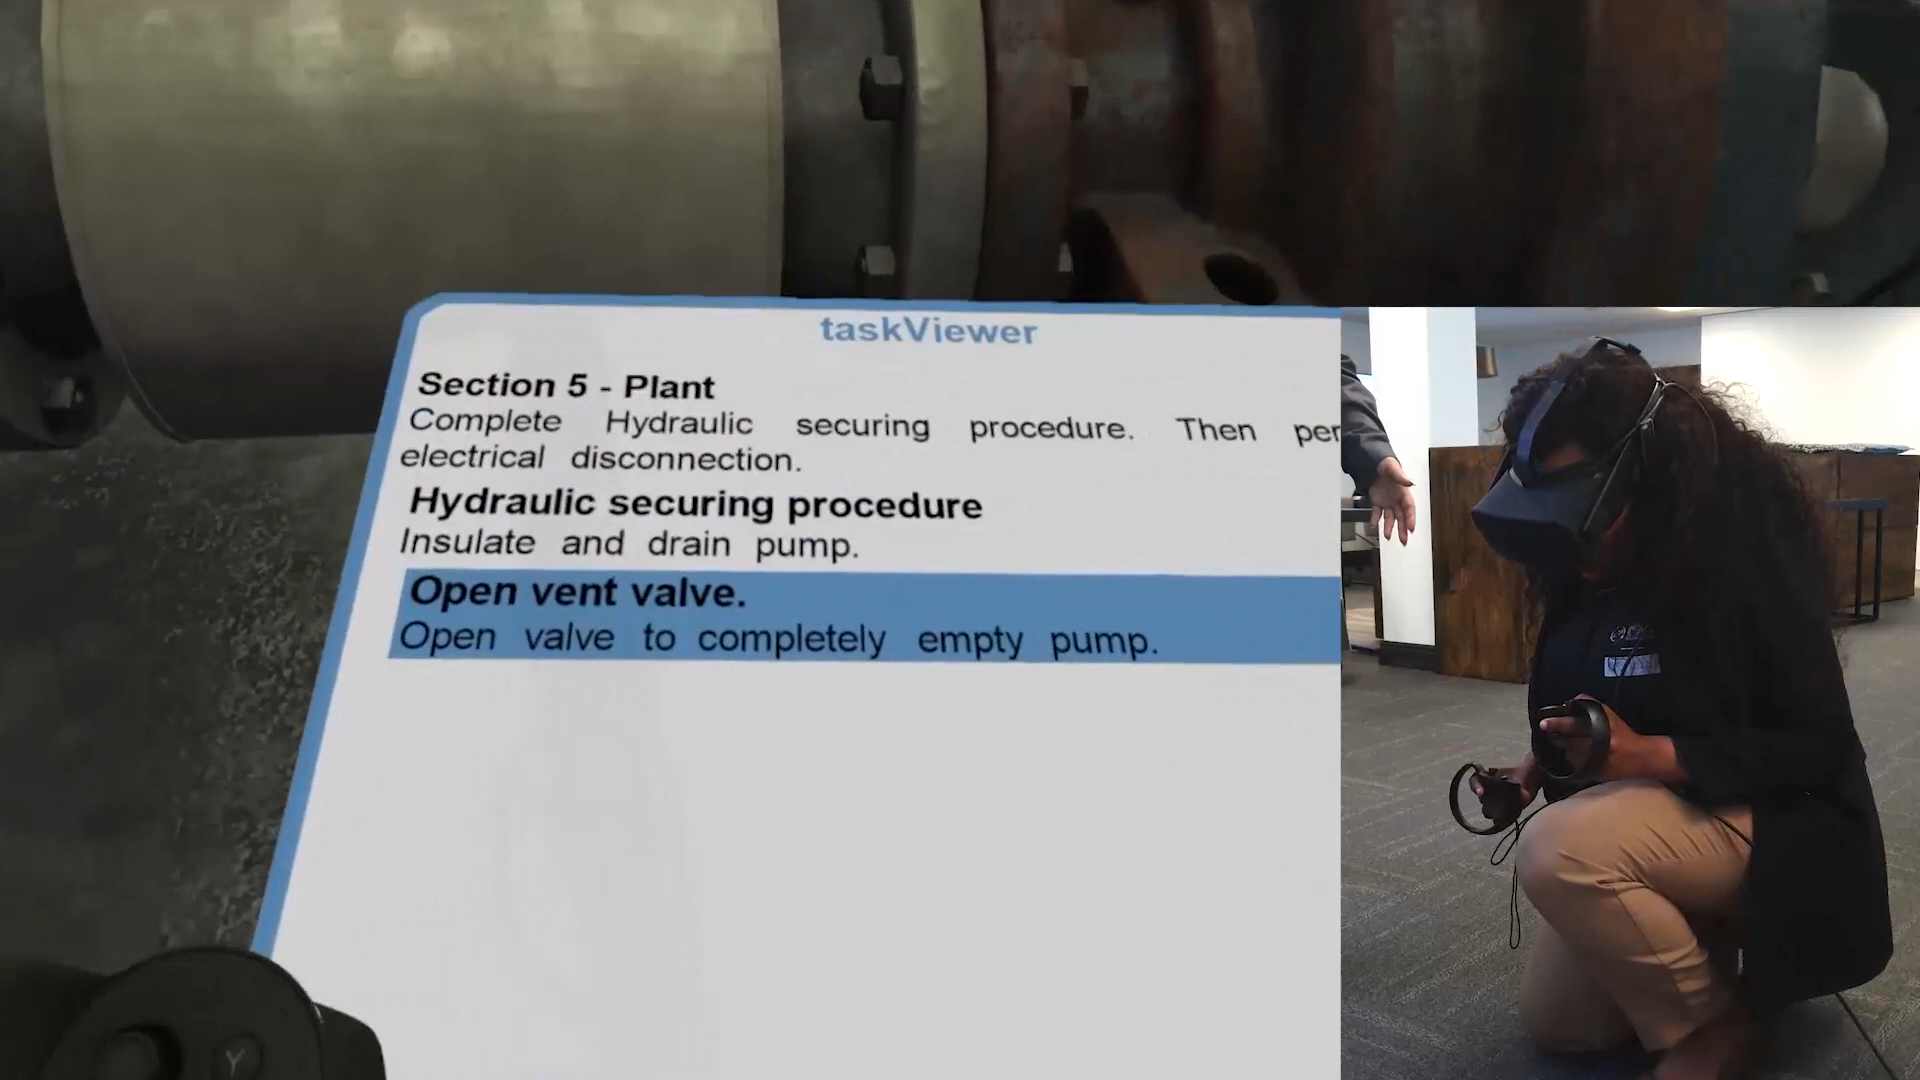 taskViewer
Section 5 - Plant
Complete Hydraulic securing procedure. Then per
electrical disconnection.
Hydraulic securing procedure
Insulate and drain pump.
Open vent valve.
Open valve to completely empty pump.
Y